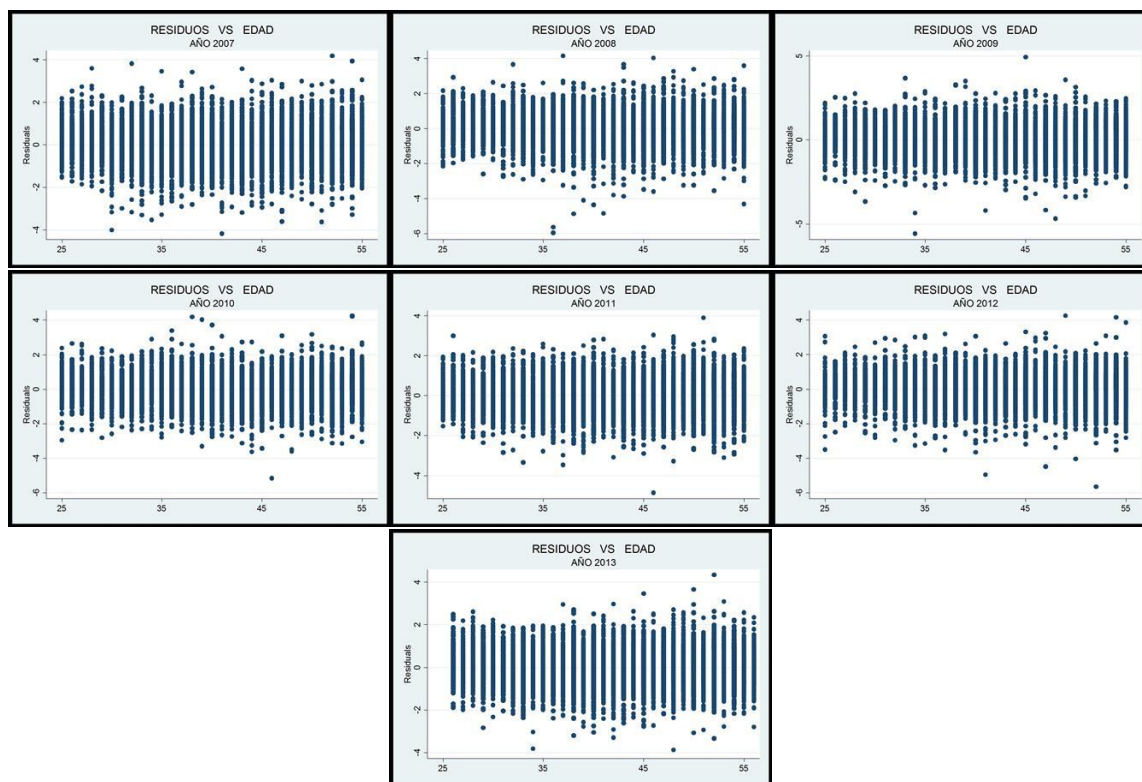 RESIDUOS VS EDAD
AÑO 2007
Residuals
4
2
0
-2
-4
25 35 45 55
RESIDUOS VS EDAD
AÑO 2008
Residuals
4
2
0
-2
-4
-6
25 35 45 55
RESIDUOS VS EDAD
AÑO 2009
Residuals
5
0
-5
25 35 45 55
RESIDUOS VS EDAD
AÑO 2010
Residuals
4
2
0
-2
-4
-6
25 35 45 55
RESIDUOS VS EDAD
AÑO 2011
Residuals
4
2
0
-2
-4
25 35 45 55
RESIDUOS VS EDAD
AÑO 2012
Residuals
4
2
0
-2
-4
-6
25 35 45 55
RESIDUOS VS EDAD
AÑO 2013
Residuals
4
2
0
-2
-4
25 35 45 55